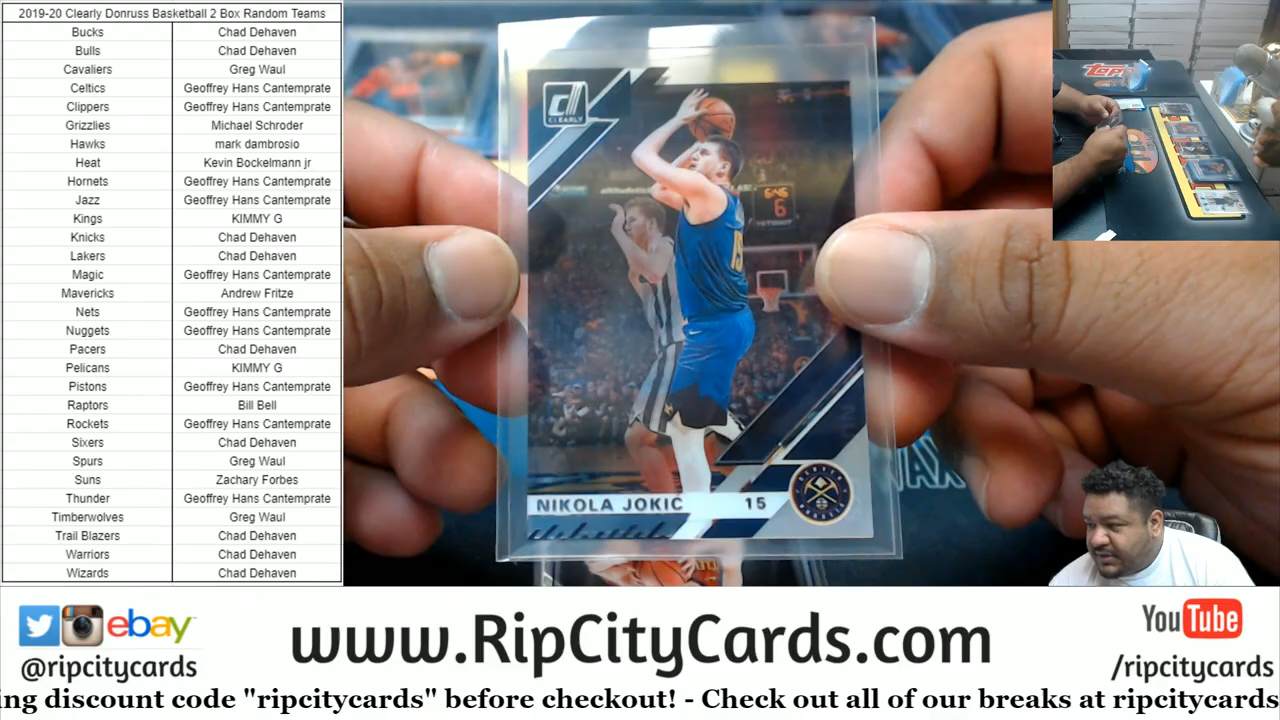 2019-20 Clearly Donruss Basketball 2 Box Random Teams
Bucks Chad Dehaven
Bulls Chad Dehaven
Cavaliers Greg Waul
Celtics Geoffrey Hans Cantemprate
Clippers Geoffrey Hans Cantemprate
Grizzlies Michael Schroder
Hawks mark dambrosio
Heat Kevin Bockelmann jr
Hornets Geoffrey Hans Cantemprate
Jazz Geoffrey Hans Cantemprate
Kings KIMMY G
Knicks Chad Dehaven
Lakers Chad Dehaven
Magic Geoffrey Hans Cantemprate
Mavericks Andrew Fritze
Nets Geoffrey Hans Cantemprate
Nuggets Geoffrey Hans Cantemprate
Pacers Chad Dehaven
Pelicans KIMMY G
Pistons Geoffrey Hans Cantemprate
Raptors Bill Bell
Rockets Geoffrey Hans Cantemprate
Sixers Chad Dehaven
Spurs Greg Waul
Suns Zachary Forbes
Thunder Geoffrey Hans Cantemprate
Timberwolves Greg Waul
Trail Blazers Chad Dehaven
Warriors Chad Dehaven
Wizards Chad Dehaven
CLEARLY
6:46
6
15
NIKOLA JOKIC 15
DENVER
NUGGETS
Topps
ebay
@ripcitycards
www.RipCityCards.com
YouTube
/ripcitycards
ing discount code "ripcitycards" before checkout! - Check out all of our breaks at ripcitycards